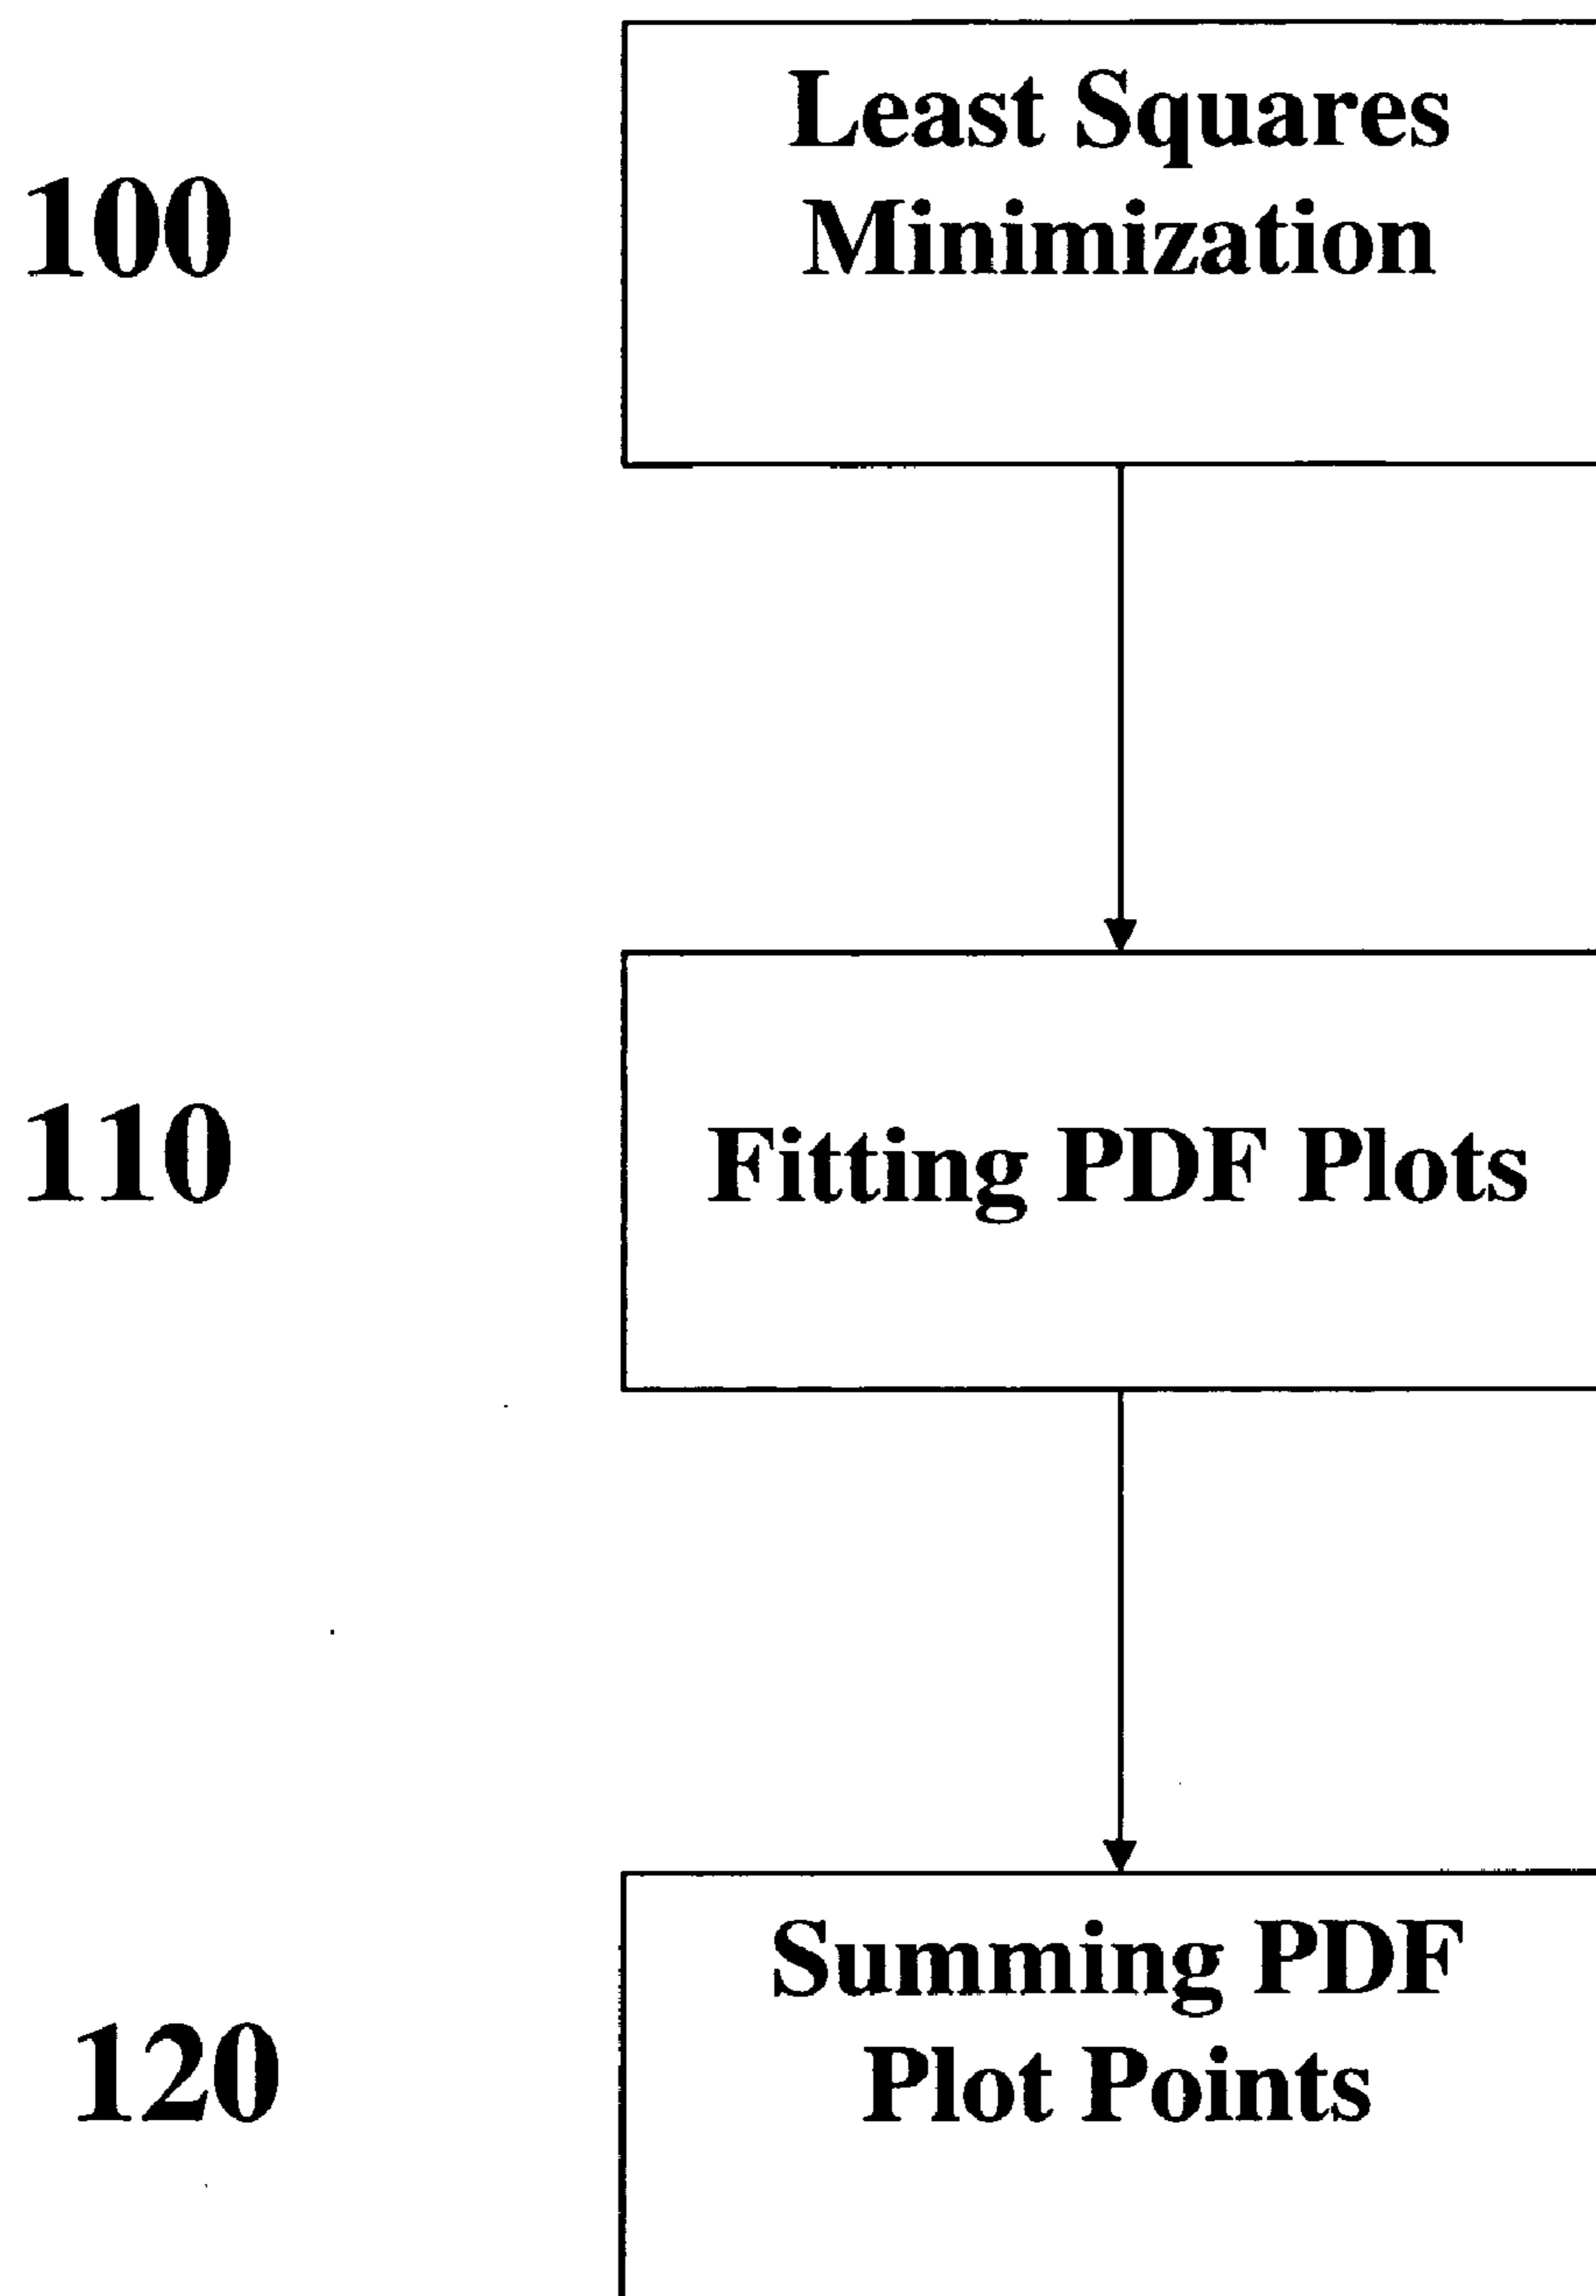 100
Least Squares
Minimization
110
Fitting PDF Plots
120
Summing PDF
Plot Points